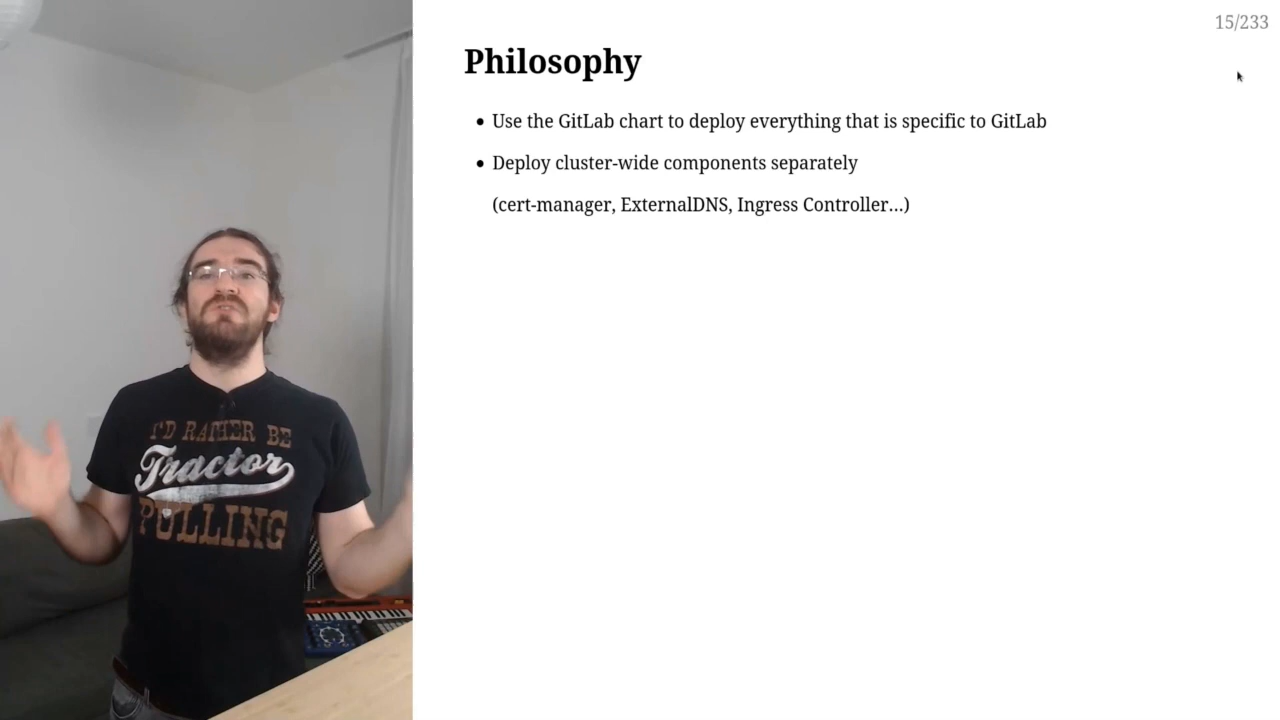 15/233
Philosophy
• Use the GitLab chart to deploy everything that is specific to GitLab
• Deploy cluster-wide components separately
(cert-manager, ExternalDNS, Ingress Controller...)
I'D RATHER BE
Tractor
PULLING